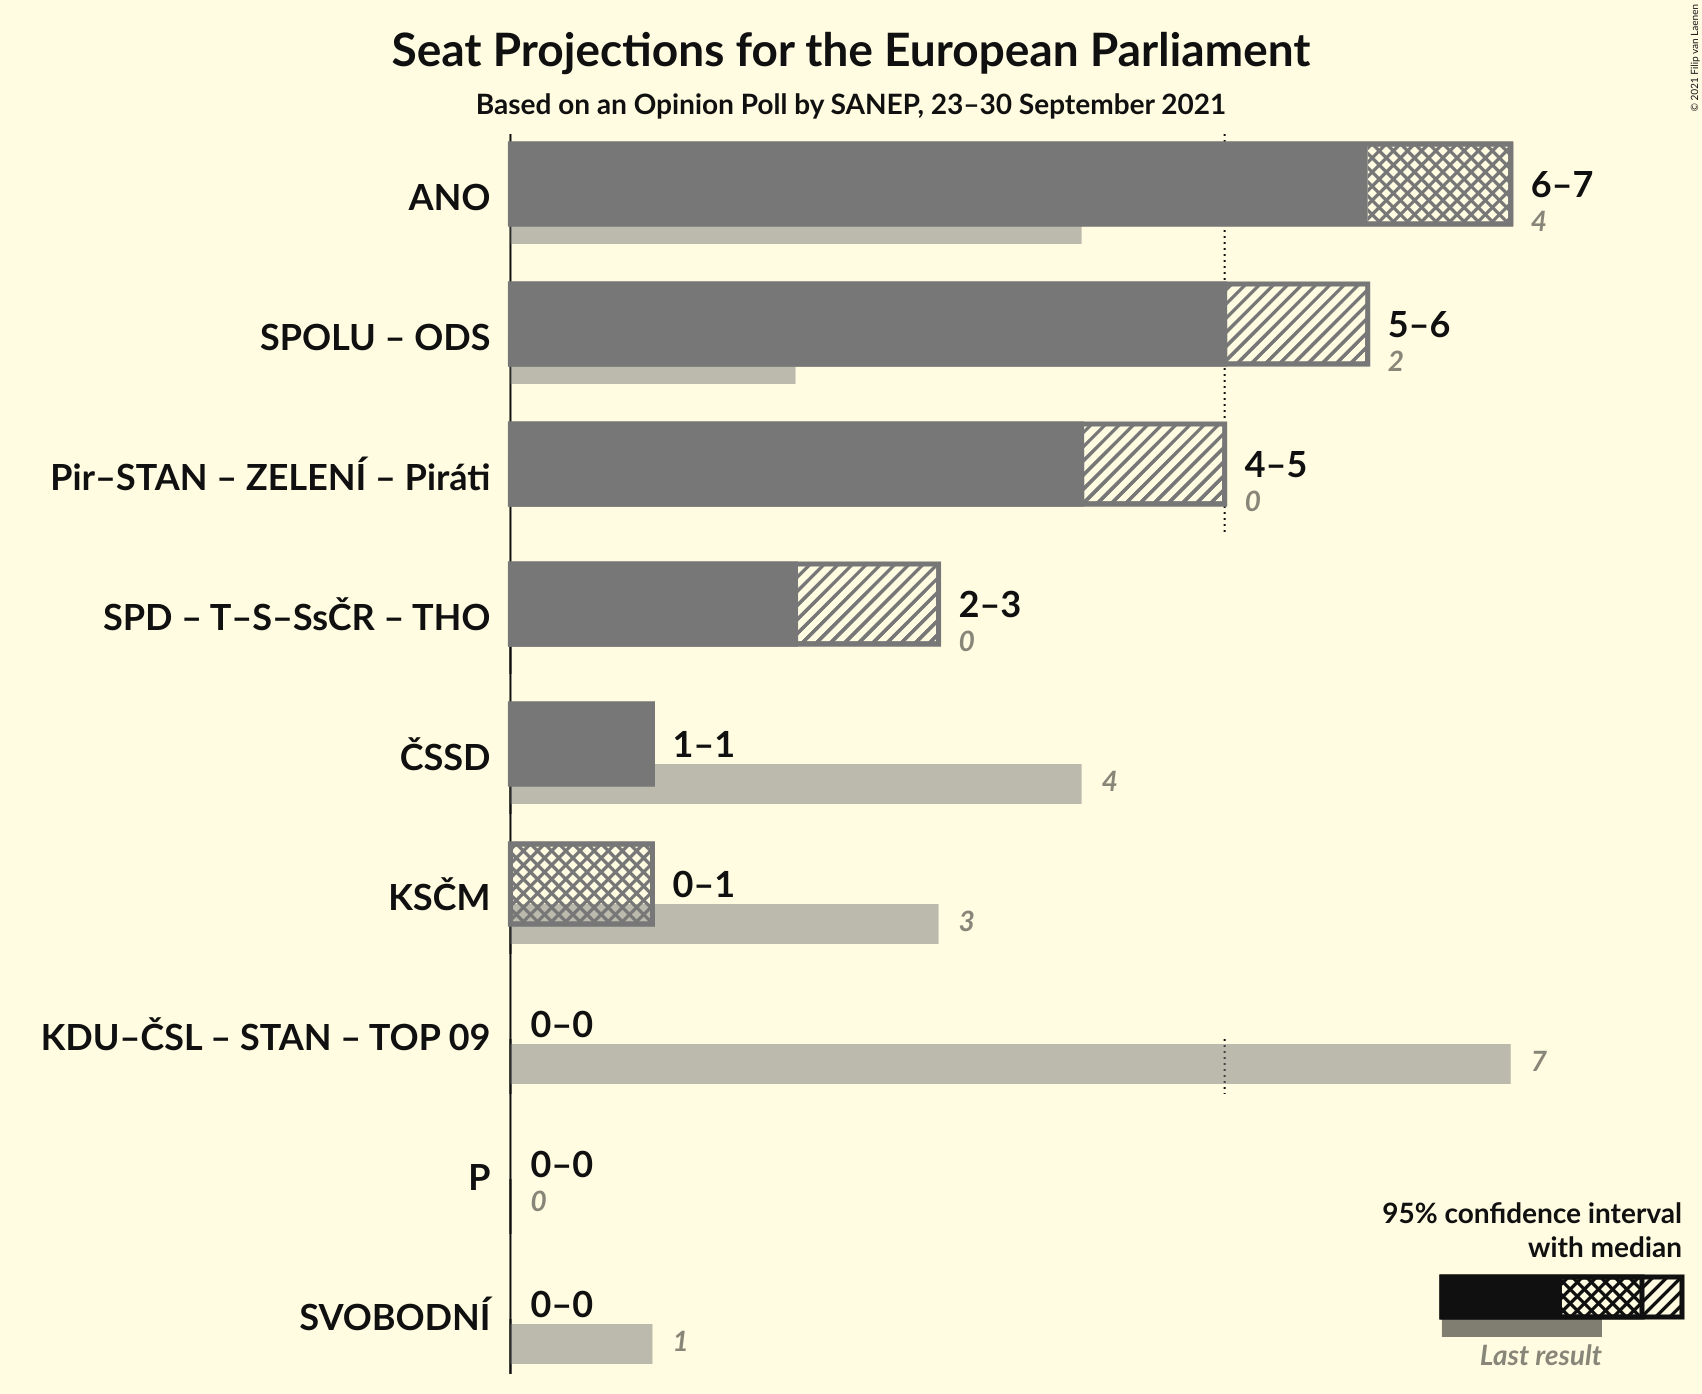 Seat Projections for the European Parliament
Based on an Opinion Poll by SANEP, 23–30 September 2021
© 2021 Filip van Laenen
ANO
6–7
4
SPOLU – ODS
5–6
2
Pir–STAN – ZELENÍ – Piráti
4–5
0
SPD – T–S–SsČR – THO
2–3
0
ČSSD
1–1
4
KSČM
0–1
3
KDU–ČSL – STAN – TOP 09
0–0
7
P
0–0
0
SVOBODNÍ
0–0
1
95% confidence interval
with median
Last result